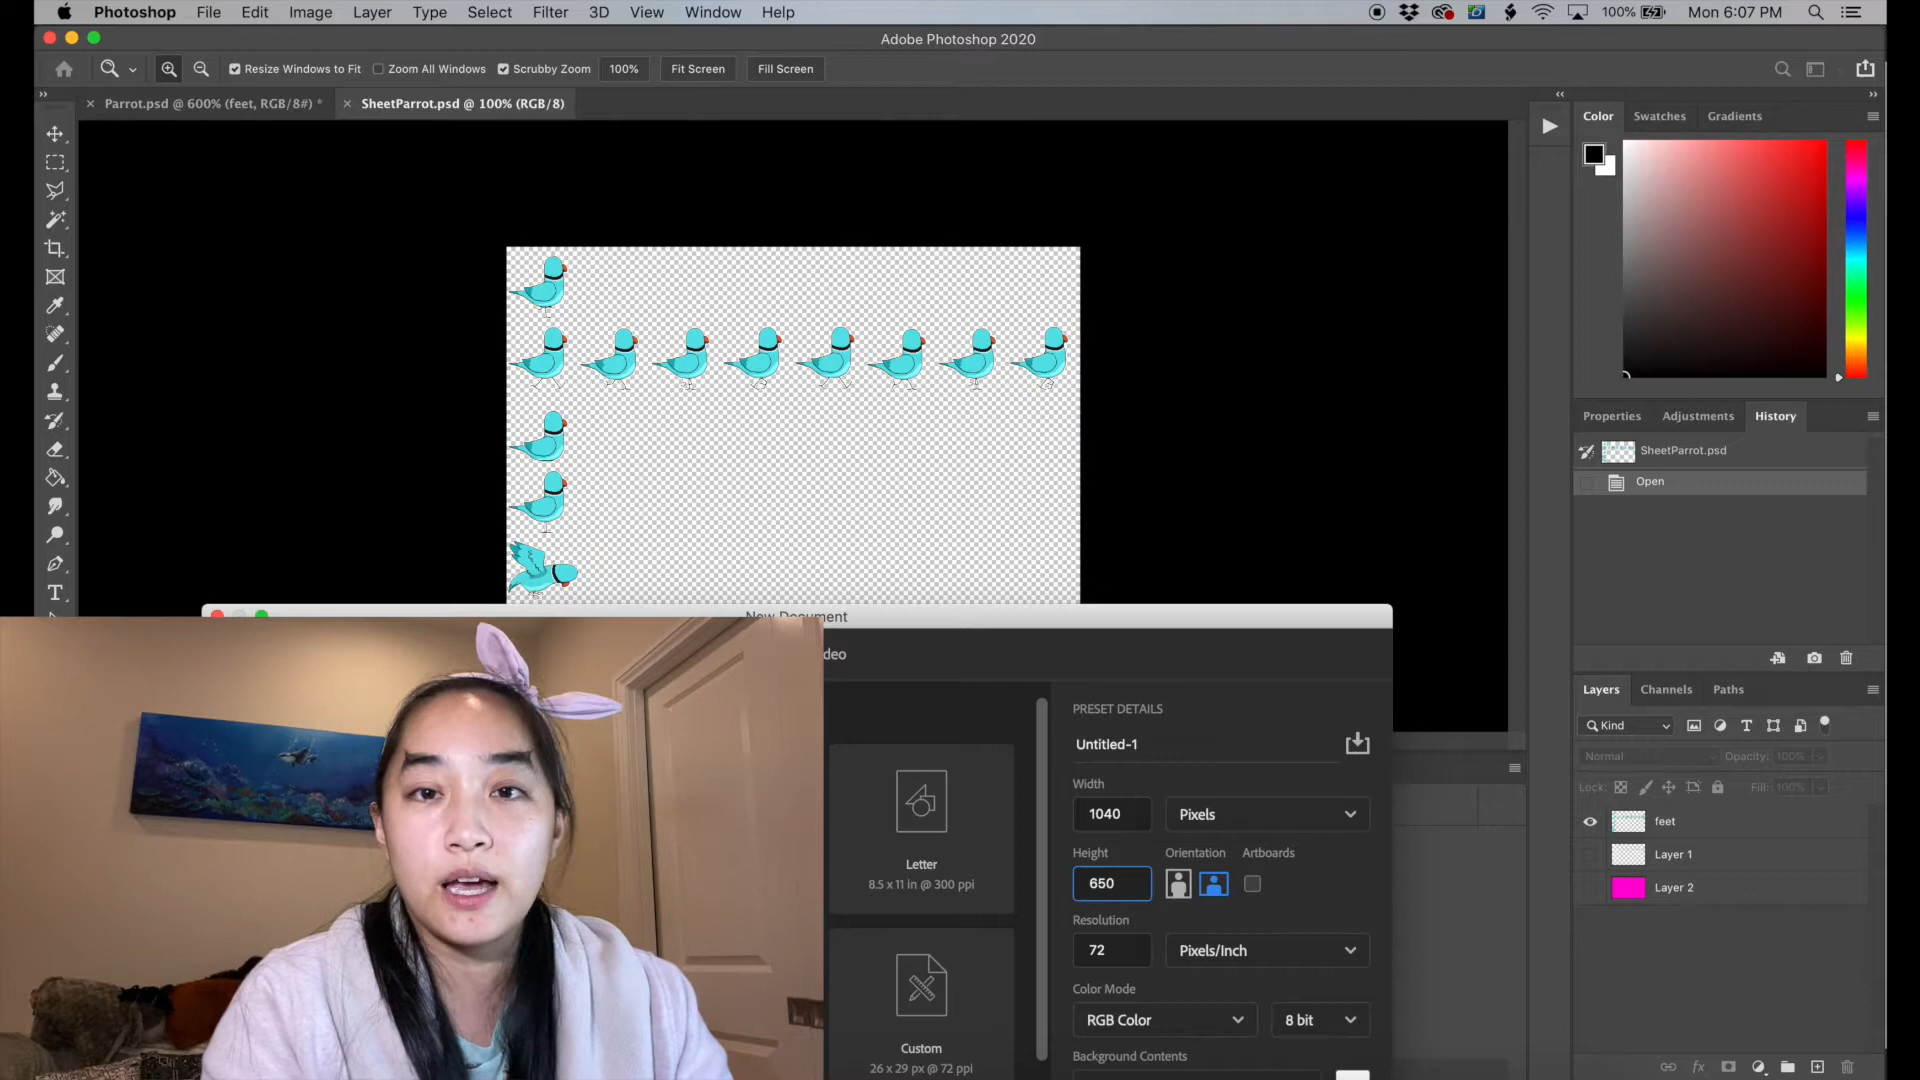 Photoshop File Edit Image Layer Type Select Filter 3D View Window Help 100% Mon 6:07 PM
Adobe Photoshop 2020
Resize Windows to Fit Zoom All Windows Scrubby Zoom 100% Fit Screen Fill Screen
Parrot.psd @ 600% (feet, RGB/8#) * SheetParrot.psd @ 100% (RGB/8)
Color Swatches Gradients
Properties Adjustments History
SheetParrot.psd
Open
New Document
deo
PRESET DETAILS
Untitled-1
Width
1040 Pixels
Height Orientation Artboards
650
Resolution
72 Pixels/Inch
Color Mode
RGB Color 8 bit
Background Contents
Letter
8.5 x 11 in @ 300 ppi
Custom
26 x 29 px @ 72 ppi
Layers Channels Paths
Kind
Normal Opacity: 100%
Lock: Fill: 100%
feet
Layer 1
Layer 2